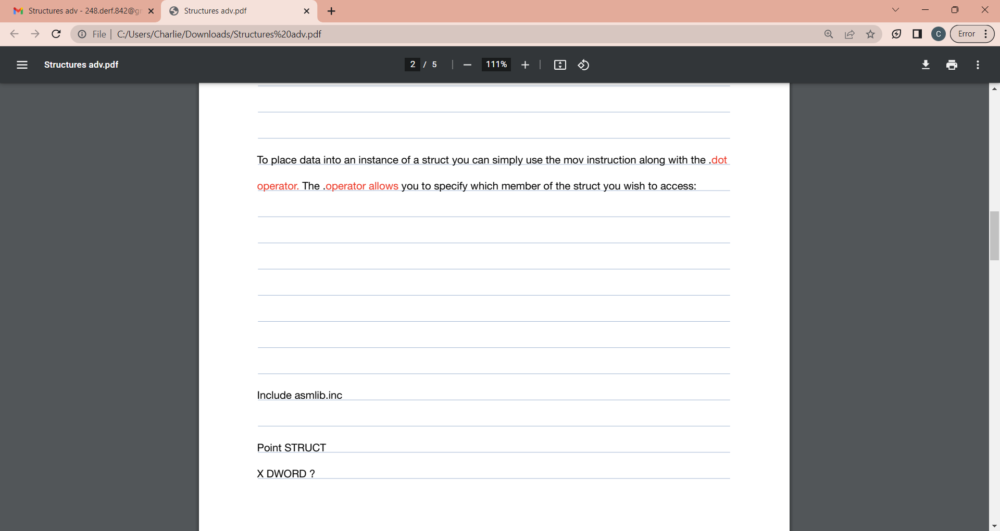 Structures adv - 248.derf.842@g
Structures adv.pdf
File | C:/Users/Charlie/Downloads/Structures%20adv.pdf
C
Error
Structures adv.pdf
2 / 5
111%
To place data into an instance of a struct you can simply use the mov instruction along with the .dot
operator. The .operator allows you to specify which member of the struct you wish to access:
Include asmlib.inc
Point STRUCT
X DWORD ?